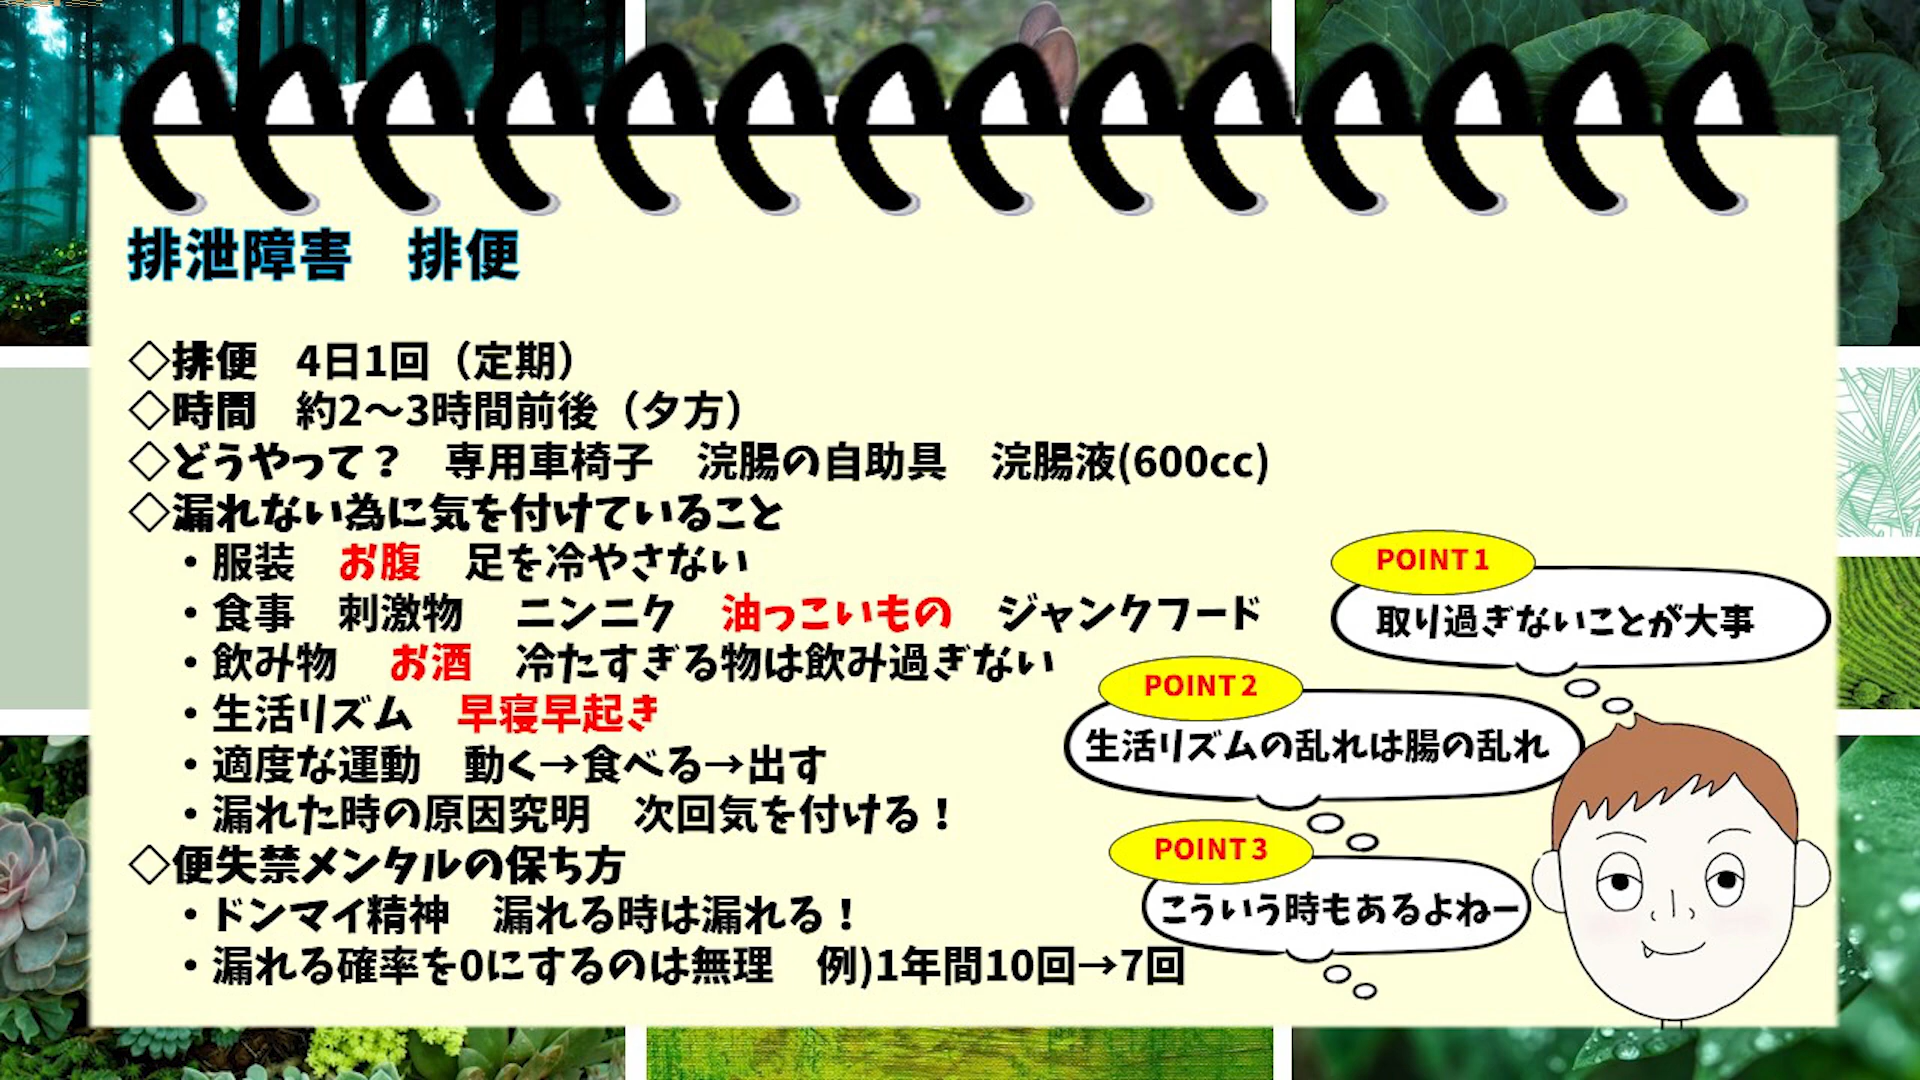 排泄障害　排便
◇排便　4日1回（定期）
◇時間　約2～3時間前後（夕方）
◇どうやって？　専用車椅子　浣腸の自助具　浣腸液(600cc)
◇漏れない為に気を付けていること
・服装　お腹　足を冷やさない
・食事　刺激物　ニンニク　油っこいもの　ジャンクフード
・飲み物　お酒　冷たすぎる物は飲み過ぎない
・生活リズム　早寝早起き
・適度な運動　動く→食べる→出す
・漏れた時の原因究明　次回気を付ける！
◇便失禁メンタルの保ち方
・ドンマイ精神　漏れる時は漏れる！
・漏れる確率を0にするのは無理　例)1年間10回→7回
POINT1
取り過ぎないことが大事
POINT2
生活リズムの乱れは腸の乱れ
POINT3
こういう時もあるよねー